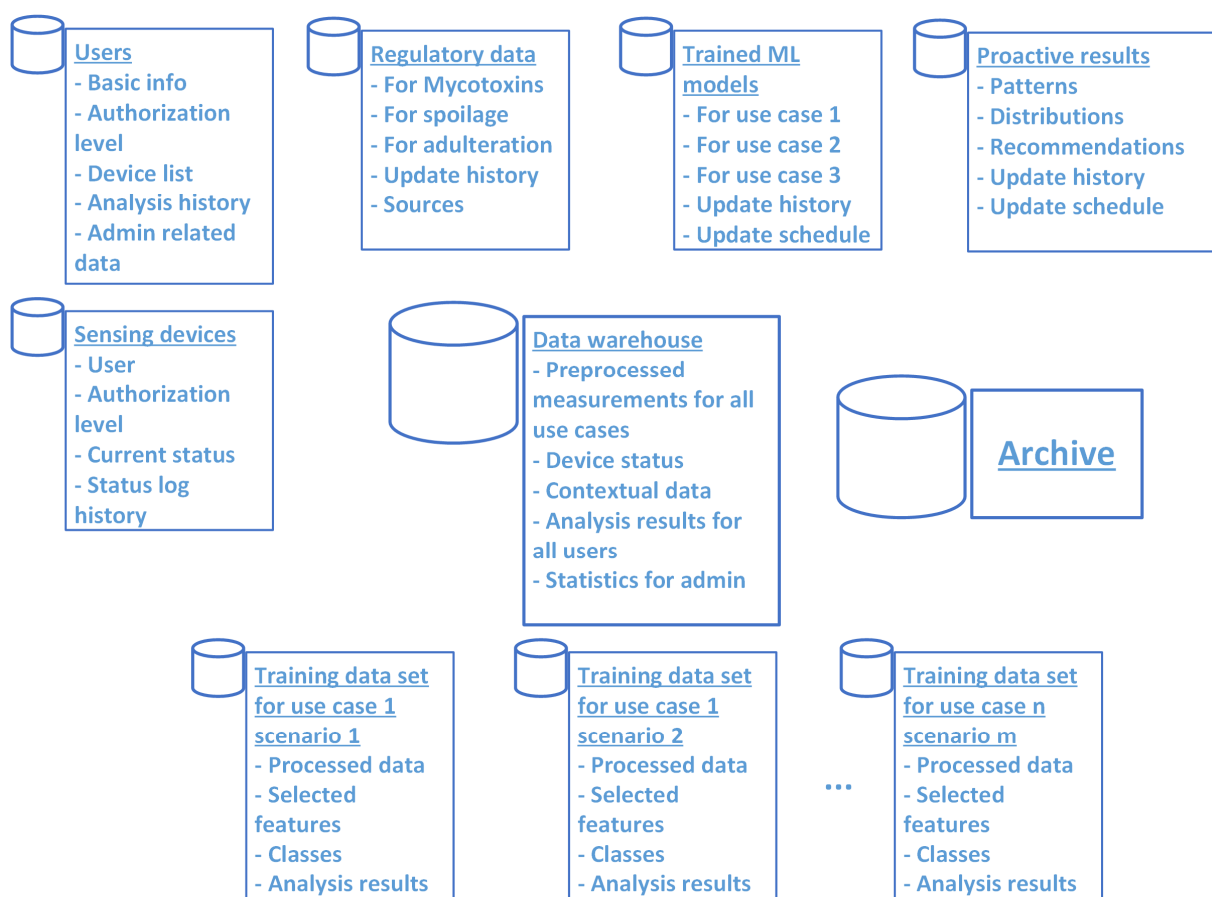 Users
- Basic info
- Authorization
level
- Device list
- Analysis history
- Admin related
data
Regulatory data
- For Mycotoxins
- For spoilage
- For adulteration
- Update history
- Sources
Trained ML
models
- For use case 1
- For use case 2
- For use case 3
- Update history
- Update schedule
Proactive results
- Patterns
- Distributions
- Recommendations
- Update history
- Update schedule
Sensing devices
- User
- Authorization
level
- Current status
- Status log
history
Data warehouse
- Preprocessed
measurements for all
use cases
- Device status
- Contextual data
- Analysis results for
all users
- Statistics for admin
Archive
Training data set
for use case 1
scenario 1
- Processed data
- Selected
features
- Classes
- Analysis results
Training data set
for use case 1
scenario 2
- Processed data
- Selected
features
- Classes
- Analysis results
...
Training data set
for use case n
scenario m
- Processed data
- Selected
features
- Classes
- Analysis results